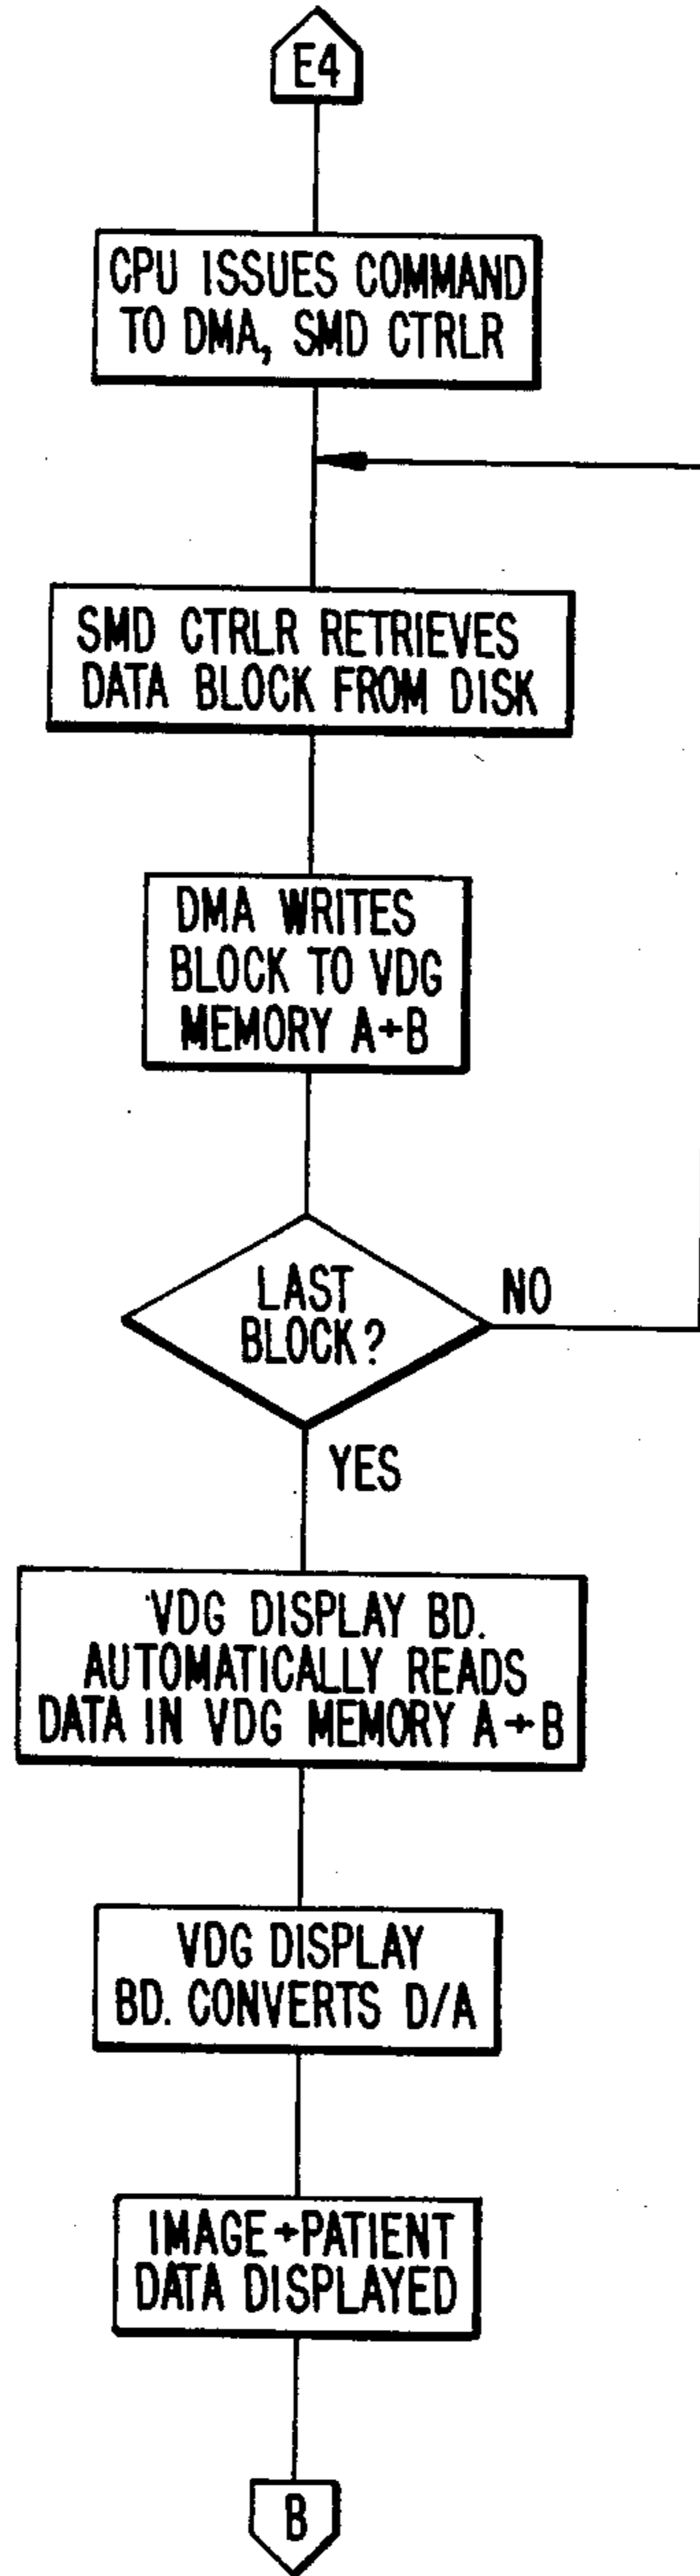 E4
CPU ISSUES COMMAND
TO DMA, SMD CTRLR
SMD CTRLR RETRIEVES
DATA BLOCK FROM DISK
DMA WRITES
BLOCK TO VDG
MEMORY A+B
LAST
BLOCK?
NO
YES
VDG DISPLAY BD.
AUTOMATICALLY READS
DATA IN VDG MEMORY A+B
VDG DISPLAY
BD. CONVERTS D/A
IMAGE+PATIENT
DATA DISPLAYED
B